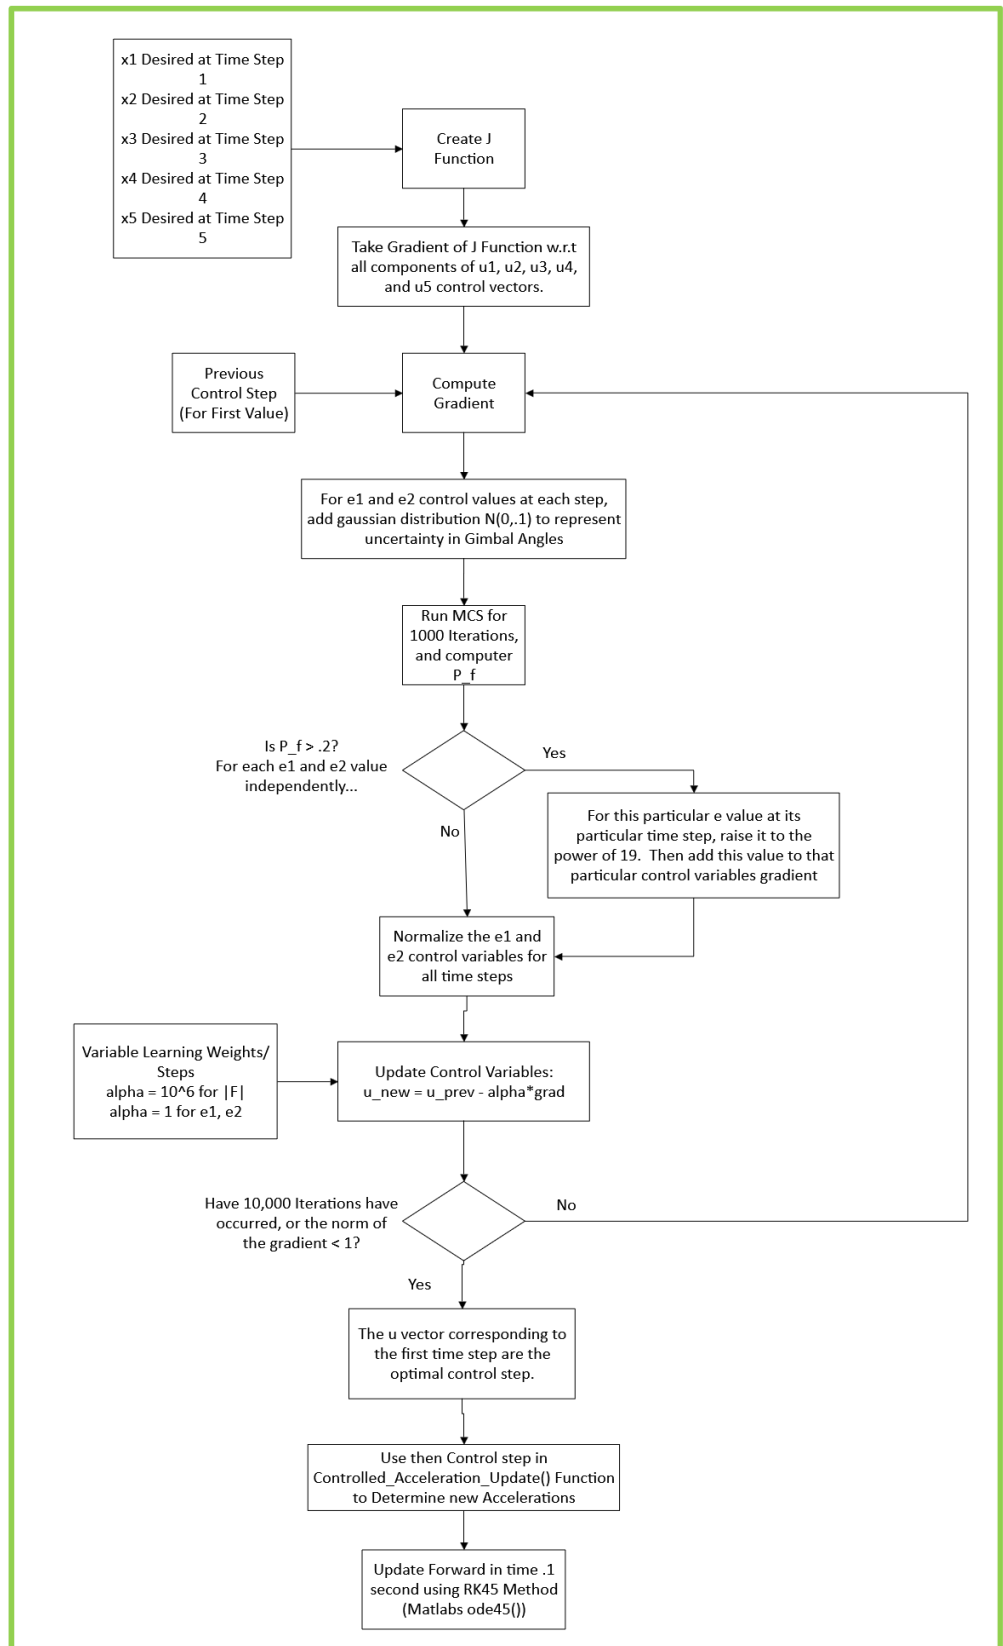 x1 Desired at Time Step
1
x2 Desired at Time Step
2
x3 Desired at Time Step
3
x4 Desired at Time Step
4
x5 Desired at Time Step
5
Create J
Function
Take Gradient of J Function w.r.t
all components of u1, u2, u3, u4,
and u5 control vectors.
Previous
Control Step
(For First Value)
Compute
Gradient
For e1 and e2 control values at each step,
add gaussian distribution N(0,.1) to represent
uncertainty in Gimbal Angles
Run MCS for
1000 Iterations,
and computer
P_f
Is P_f > .2?
For each e1 and e2 value
independently...
Yes
No
For this particular e value at its
particular time step, raise it to the
power of 19.  Then add this value to that
particular control variables gradient
Normalize the e1 and
e2 control variables for
all time steps
Variable Learning Weights/
Steps
alpha = 10^6 for |F|
alpha = 1 for e1, e2
Update Control Variables:
u_new = u_prev - alpha*grad
Have 10,000 Iterations have
occurred, or the norm of
the gradient < 1?
No
Yes
The u vector corresponding to
the first time step are the
optimal control step.
Use then Control step in
Controlled_Acceleration_Update() Function
to Determine new Accelerations
Update Forward in time .1
second using RK45 Method
(Matlabs ode45())